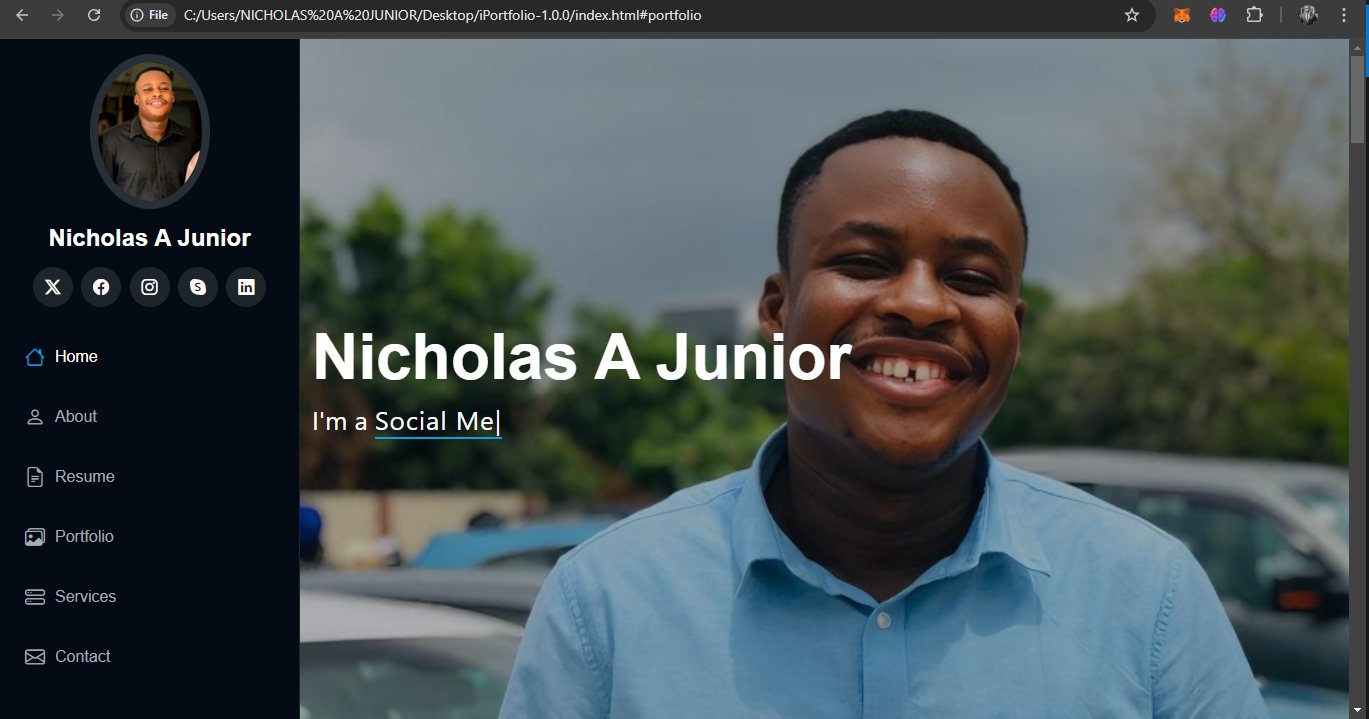 File
C:/Users/NICHOLAS%20A%20JUNIOR/Desktop/iPortfolio-1.0.0/index.html#portfolio
Nicholas A Junior
Home
About
Resume
Portfolio
Services
Contact
Nicholas A Junior
I'm a Social Me|